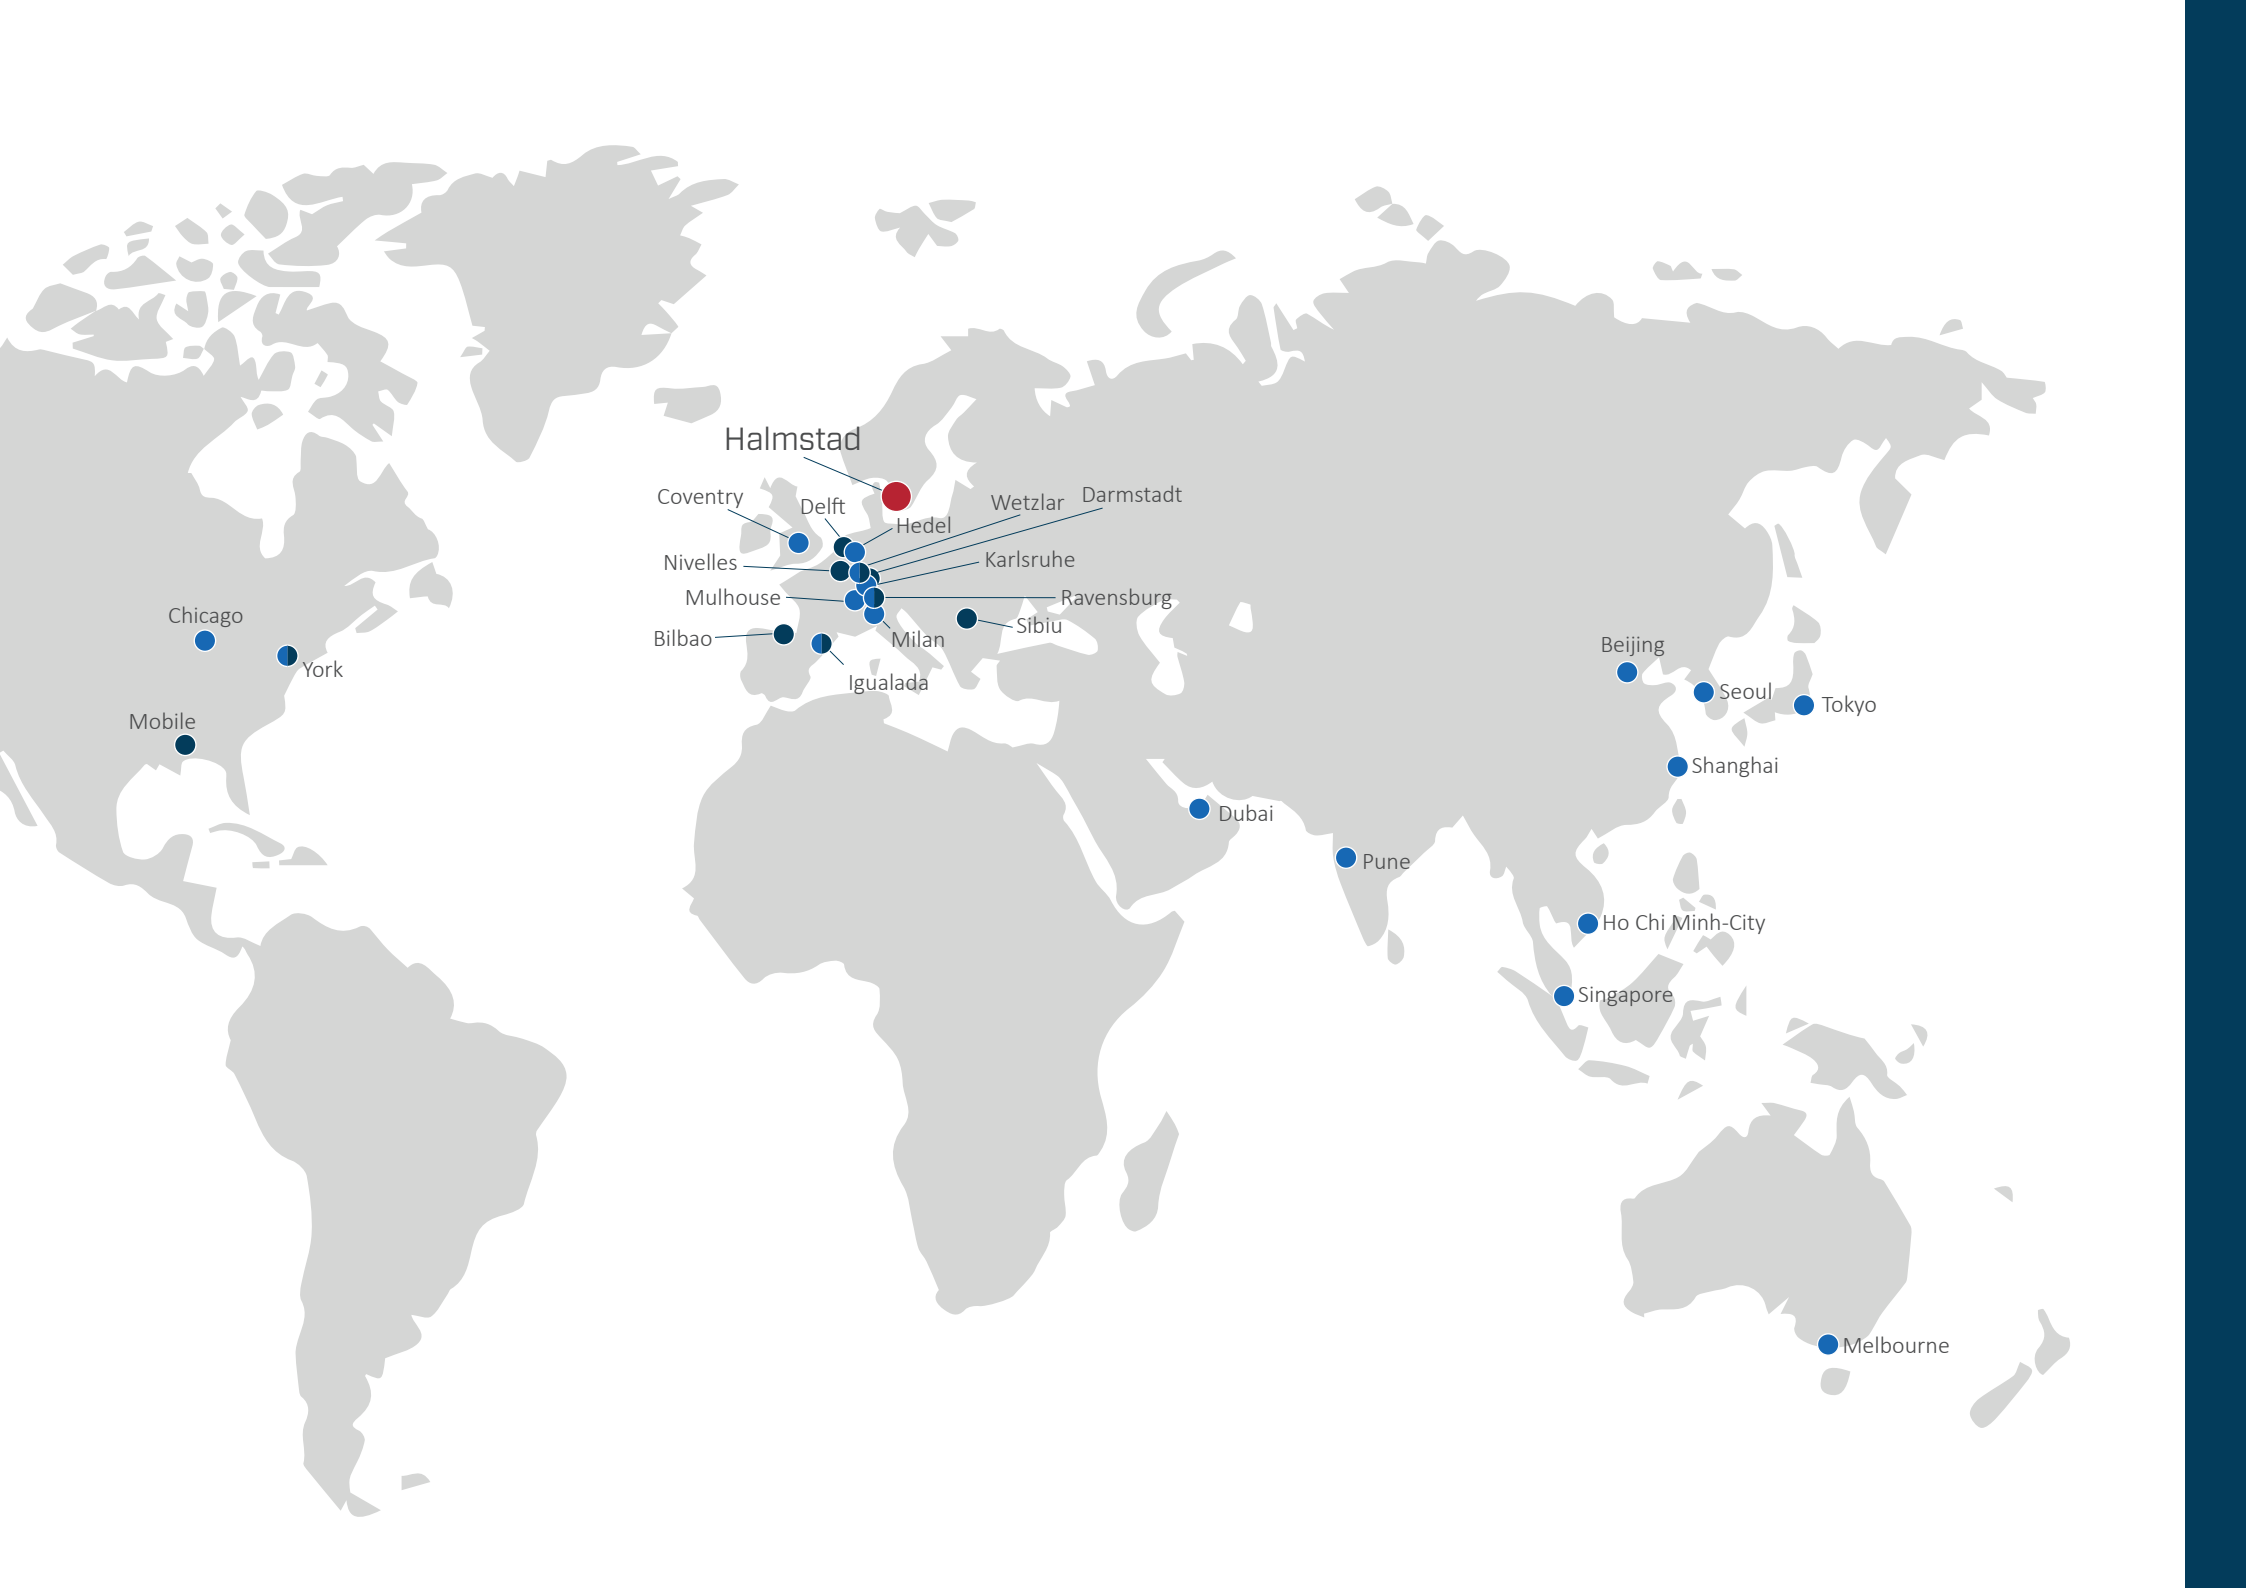 Halmstad
Coventry
Delft
Wetzlar
Darmstadt
Hedel
Nivelles
Karlsruhe
Mulhouse
Ravensburg
Chicago
Bilbao
Milan
Sibiu
Beijing
York
Igualada
Seoul
Tokyo
Mobile
Shanghai
Dubai
Pune
Ho Chi Minh-City
Singapore
Melbourne